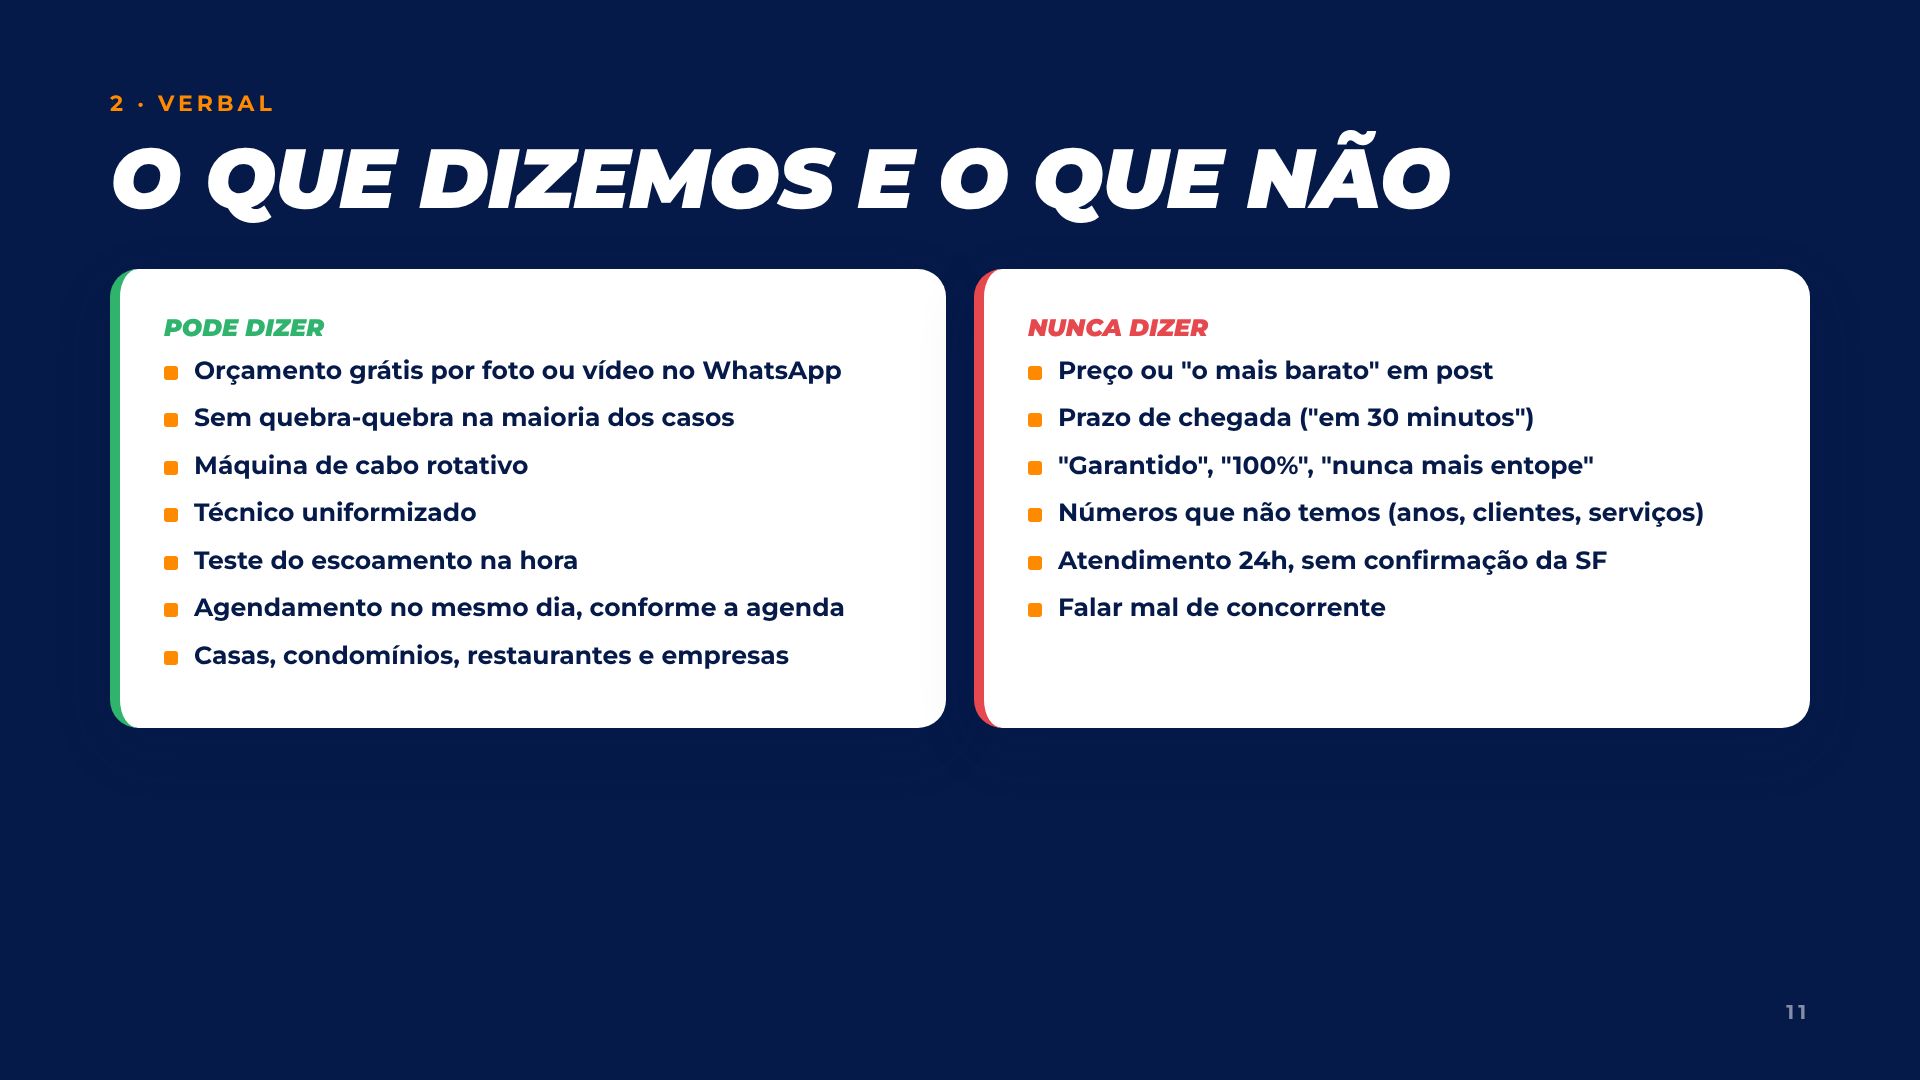 2 · VERBAL
O QUE DIZEMOS E O QUE NÃO
PODE DIZER
Orçamento grátis por foto ou vídeo no WhatsApp
Sem quebra-quebra na maioria dos casos
Máquina de cabo rotativo
Técnico uniformizado
Teste do escoamento na hora
Agendamento no mesmo dia, conforme a agenda
Casas, condomínios, restaurantes e empresas
NUNCA DIZER
Preço ou "o mais barato" em post
Prazo de chegada ("em 30 minutos")
"Garantido", "100%", "nunca mais entope"
Números que não temos (anos, clientes, serviços)
Atendimento 24h, sem confirmação da SF
Falar mal de concorrente
11